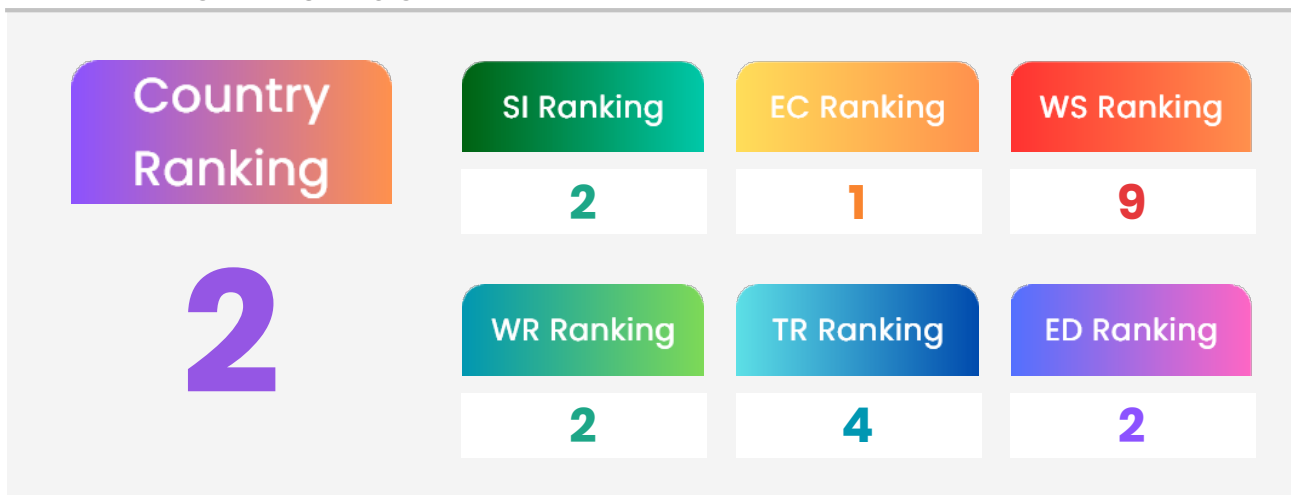 Country
Ranking
2
SI Ranking
EC Ranking
WS Ranking
2
1
9
WR Ranking
TR Ranking
ED Ranking
2
4
2